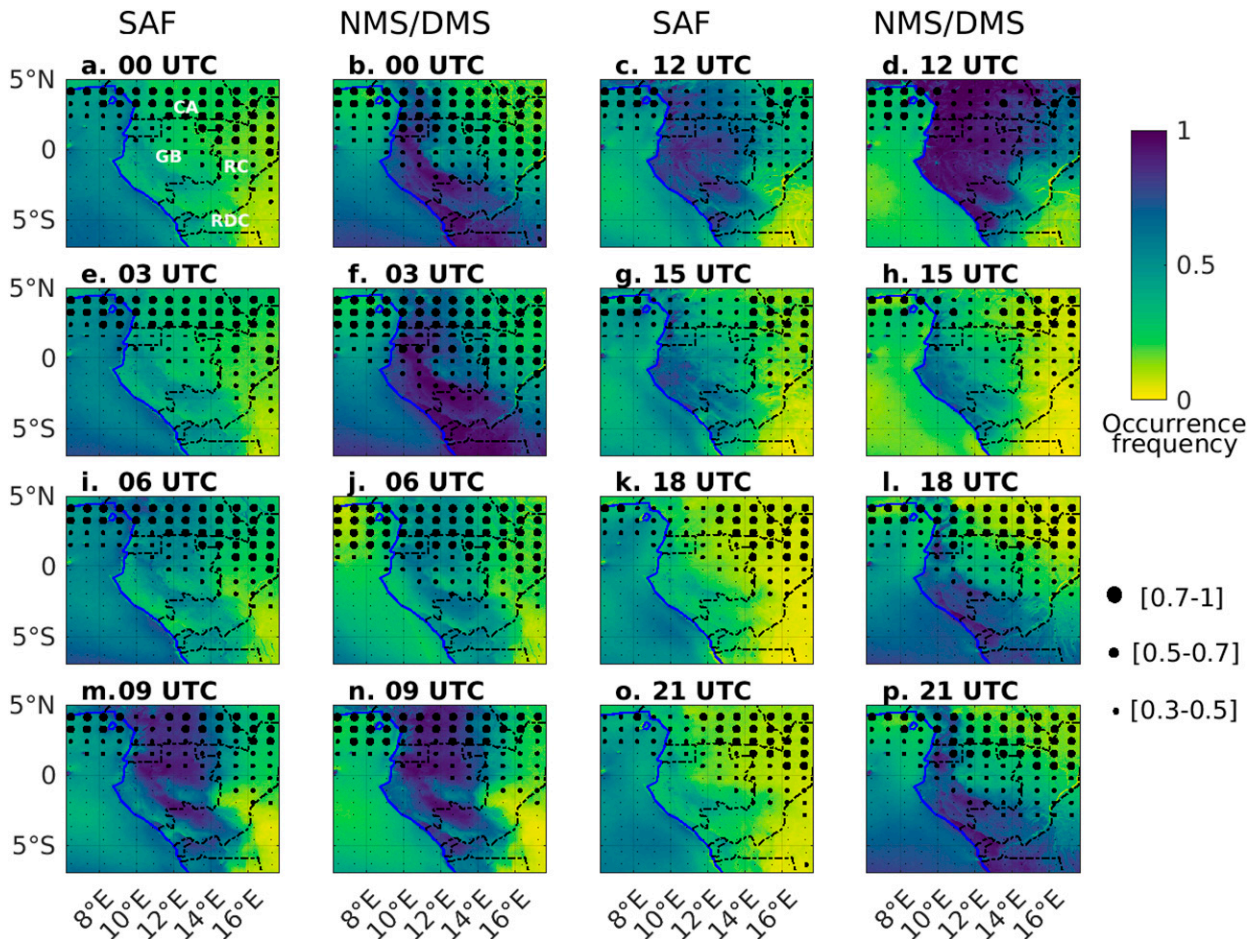 SAF NMS/DMS SAF NMS/DMS
a. 00 UTC b. 00 UTC c. 12 UTC d. 12 UTC
5°N
CA
0
GB
RC
5°S
RDC
e. 03 UTC f. 03 UTC g. 15 UTC h. 15 UTC
5°N
0
5°S
i. 06 UTC j. 06 UTC k. 18 UTC l. 18 UTC
5°N
0
5°S
m. 09 UTC n. 09 UTC o. 21 UTC p. 21 UTC
5°N
0
5°S
8°E 10°E 12°E 14°E 16°E 8°E 10°E 12°E 14°E 16°E 8°E 10°E 12°E 14°E 16°E 8°E 10°E 12°E 14°E 16°E
1
0.5
0
Occurrence
frequency
[0.7-1]
[0.5-0.7]
[0.3-0.5]